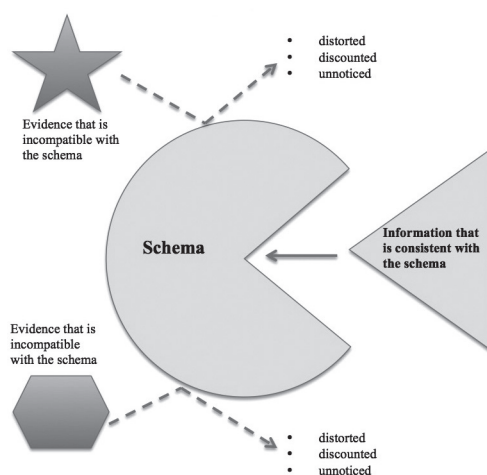 • distorted
• discounted
• unnoticed
Evidence that is
incompatible with
the schema
Schema
Information that
is consistent with
the schema
Evidence that is
incompatible
with the schema
• distorted
• discounted
• unnoticed